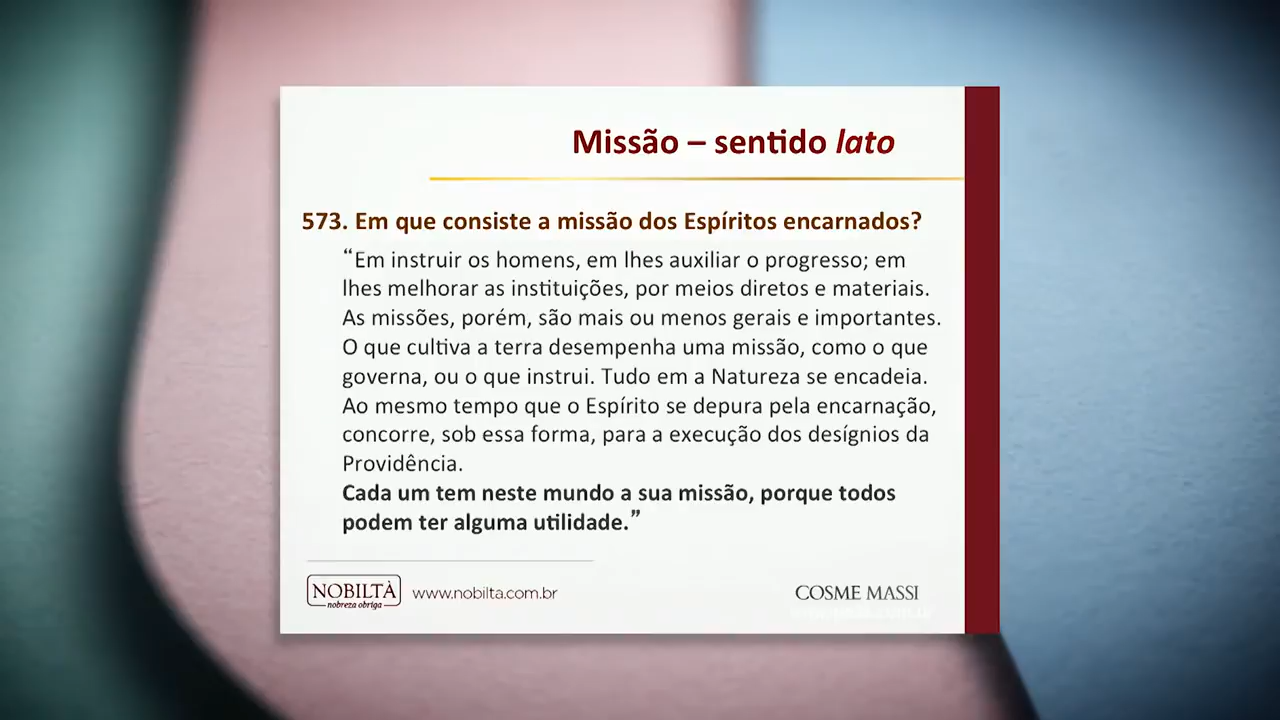 Missão – sentido lato
573. Em que consiste a missão dos Espíritos encarnados?
“Em instruir os homens, em lhes auxiliar o progresso; em
lhes melhorar as instituições, por meios diretos e materiais.
As missões, porém, são mais ou menos gerais e importantes.
O que cultiva a terra desempenha uma missão, como o que
governa, ou o que instrui. Tudo em a Natureza se encadeia.
Ao mesmo tempo que o Espírito se depura pela encarnação,
concorre, sob essa forma, para a execução dos desígnios da
Providência.
Cada um tem neste mundo a sua missão, porque todos
podem ter alguma utilidade.”
NOBILTÀ www.nobilta.com.br COSME MASSI
nobreza obriga